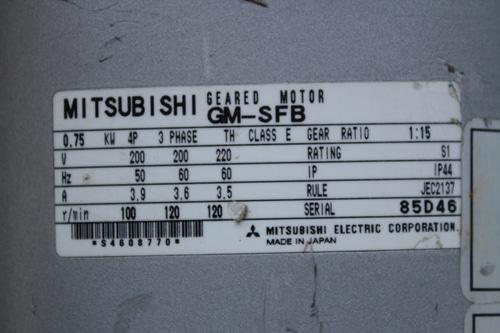 MITSUBISHI GEARED MOTOR GM-SFB
0.75 KW 4P 3 PHASE TH CLASS E GEAR RATIO 1:15
V 200 200 220 RATING S1
Hz 50 60 60 IP IP44
A 3.9 3.6 3.5 RULE JEC2137
r/min 100 120 120 SERIAL 85D46
*S4608770*
MITSUBISHI ELECTRIC CORPORATION.
MADE IN JAPAN